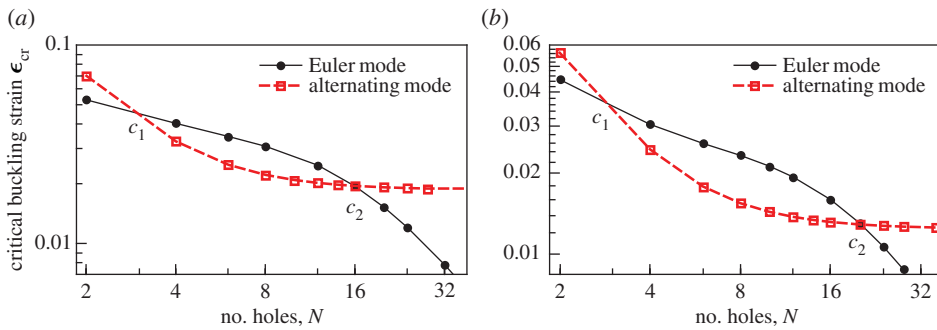 (a)
(b)
critical buckling strain ϵcr
0.1
0.01
Euler mode
alternating mode
c1
c2
2 4 8 16 32
no. holes, N
0.06
0.05
0.04
0.03
0.02
0.01
Euler mode
alternating mode
c1
c2
2 4 8 16 32
no. holes, N